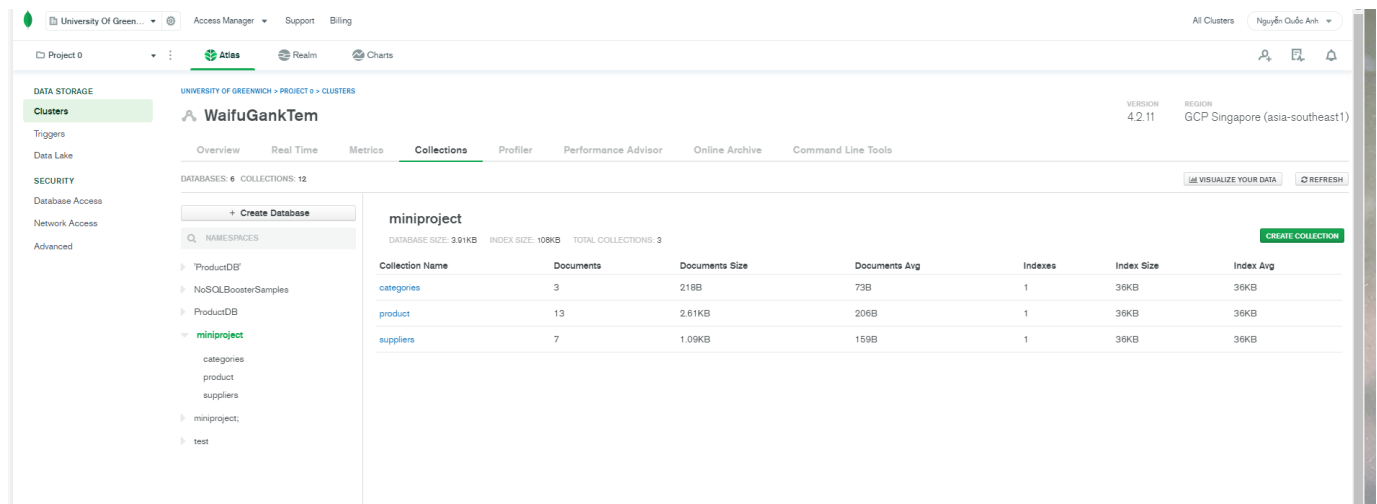 University Of Green... Access Manager Support Billing All Clusters Nguyễn Quốc Anh
Project 0 Atlas Realm Charts
DATA STORAGE
Clusters
Triggers
Data Lake
SECURITY
Database Access
Network Access
Advanced
UNIVERSITY OF GREENWICH > PROJECT 0 > CLUSTERS
WaifuGankTem
VERSION
4.2.11
REGION
GCP Singapore (asia-southeast1)
Overview Real Time Metrics Collections Profiler Performance Advisor Online Archive Command Line Tools
DATABASES: 6 COLLECTIONS: 12
VISUALIZE YOUR DATA REFRESH
+ Create Database
NAMESPACES
'ProductDB'
NoSQLBoosterSamples
ProductDB
miniproject
categories
product
suppliers
miniproject;
test
miniproject
DATABASE SIZE: 3.91KB INDEX SIZE: 108KB TOTAL COLLECTIONS: 3
CREATE COLLECTION
Collection Name Documents Documents Size Documents Avg Indexes Index Size Index Avg
categories 3 218B 73B 1 36KB 36KB
product 13 2.61KB 206B 1 36KB 36KB
suppliers 7 1.09KB 159B 1 36KB 36KB